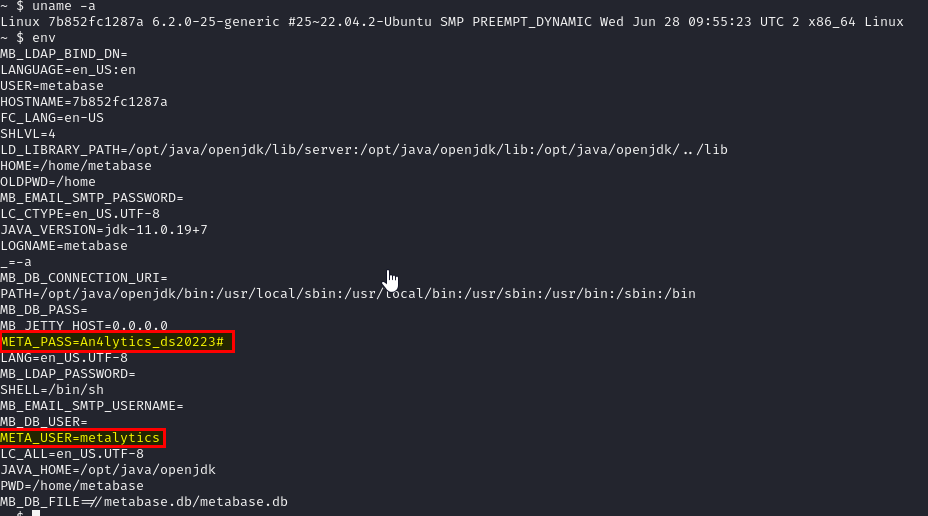 ~ $ uname -a
Linux 7b852fc1287a 6.2.0-25-generic #25~22.04.2-Ubuntu SMP PREEMPT_DYNAMIC Wed Jun 28 09:55:23 UTC 2 x86_64 Linux
~ $ env
MB_LDAP_BIND_DN=
LANGUAGE=en_US:en
USER=metabase
HOSTNAME=7b852fc1287a
FC_LANG=en-US
SHLVL=4
LD_LIBRARY_PATH=/opt/java/openjdk/lib/server:/opt/java/openjdk/lib:/opt/java/openjdk/../lib
HOME=/home/metabase
OLDPWD=/home
MB_EMAIL_SMTP_PASSWORD=
LC_CTYPE=en_US.UTF-8
JAVA_VERSION=jdk-11.0.19+7
LOGNAME=metabase
_=-a
MB_DB_CONNECTION_URI=
PATH=/opt/java/openjdk/bin:/usr/local/sbin:/usr/local/bin:/usr/sbin:/usr/bin:/sbin:/bin
MB_DB_PASS=
MB_JETTY_HOST=0.0.0.0
META_PASS=An4lytics_ds20223#
LANG=en_US.UTF-8
MB_LDAP_PASSWORD=
SHELL=/bin/sh
MB_EMAIL_SMTP_USERNAME=
MB_DB_USER=
META_USER=metalytics
LC_ALL=en_US.UTF-8
JAVA_HOME=/opt/java/openjdk
PWD=/home/metabase
MB_DB_FILE=//metabase.db/metabase.db
~ $